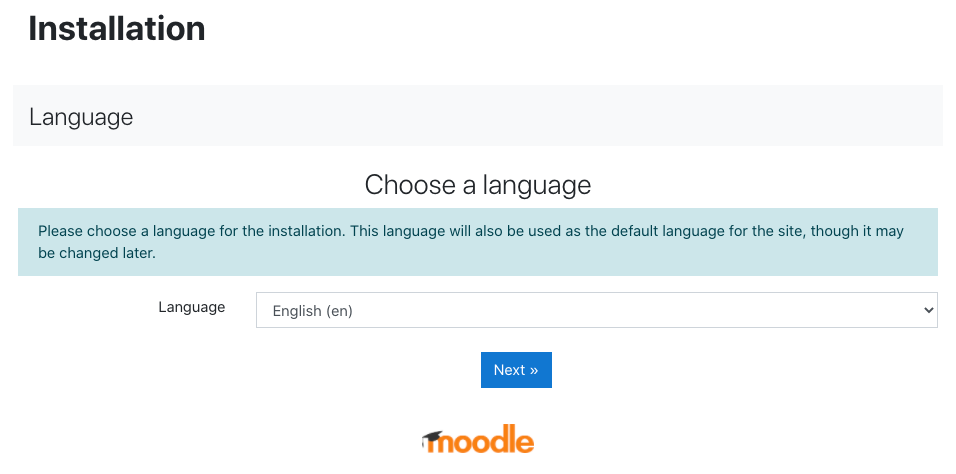 Installation
Language
Choose a language
Please choose a language for the installation. This language will also be used as the default language for the site, though it may
be changed later.
Language
English (en)
Next »
moodle